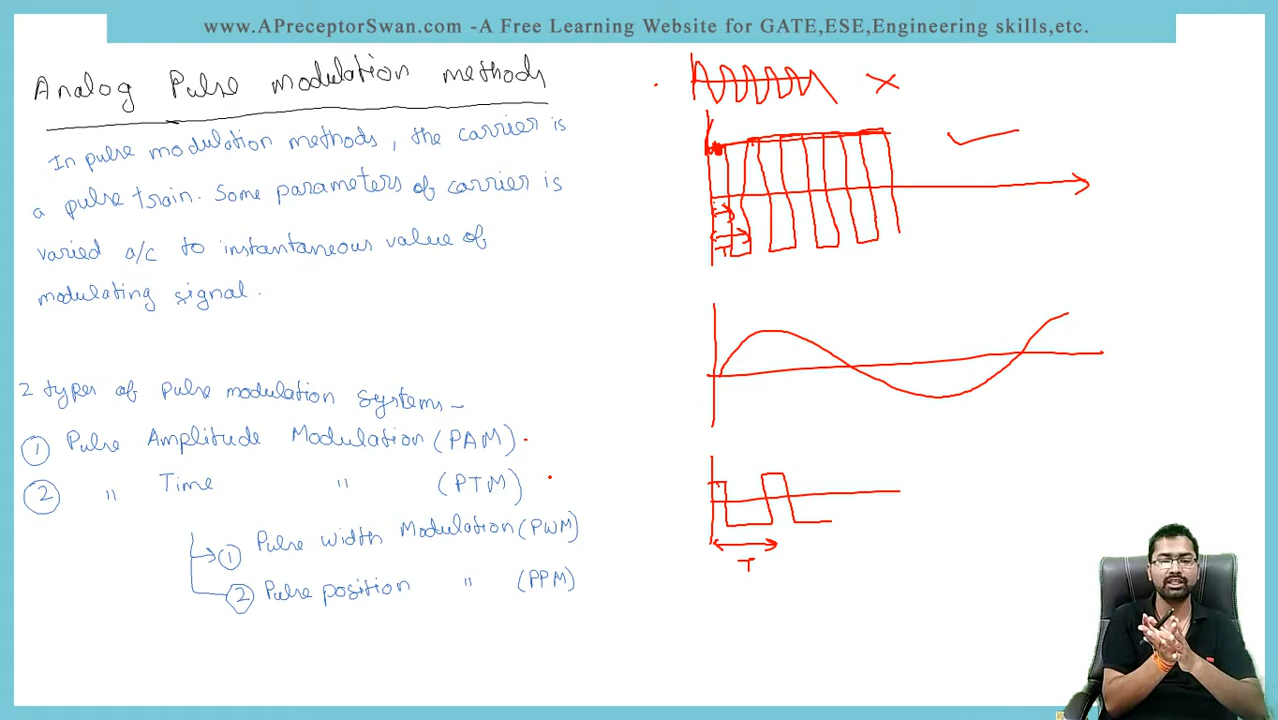 www.APreceptorSwan.com -A Free Learning Website for GATE,ESE,Engineering skills,etc.
Analog Pulse modulation methods
In pulse modulation methods, the carrier is
a pulse train. Some parameters of carrier is
varied a/c to instantaneous value of
modulating signal.
2 types of Pulse modulation Systems-
① Pulse Amplitude Modulation (PAM)
② " Time " (PTM)
① Pulse width Modulation (PWM)
② Pulse position " (PPM)
T
T